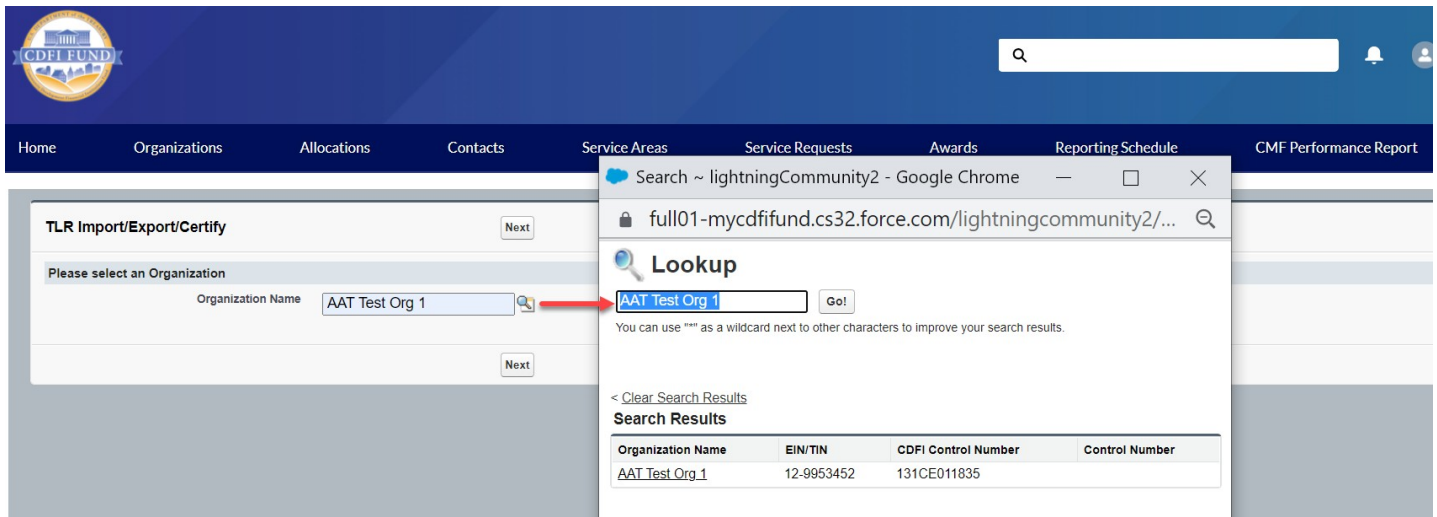 CDFI FUND
Home Organizations Allocations Contacts Service Areas Service Requests Awards Reporting Schedule CMF Performance Report
TLR Import/Export/Certify Next
Please select an Organization
Organization Name AAT Test Org 1
Next
Search ~ lightningCommunity2 - Google Chrome
full01-mycdfifund.cs32.force.com/lightningcommunity2/...
Lookup
AAT Test Org 1 Go!
You can use "*" as a wildcard next to other characters to improve your search results.
< Clear Search Results
Search Results
Organization Name EIN/TIN CDFI Control Number Control Number
AAT Test Org 1 12-9953452 131CE011835